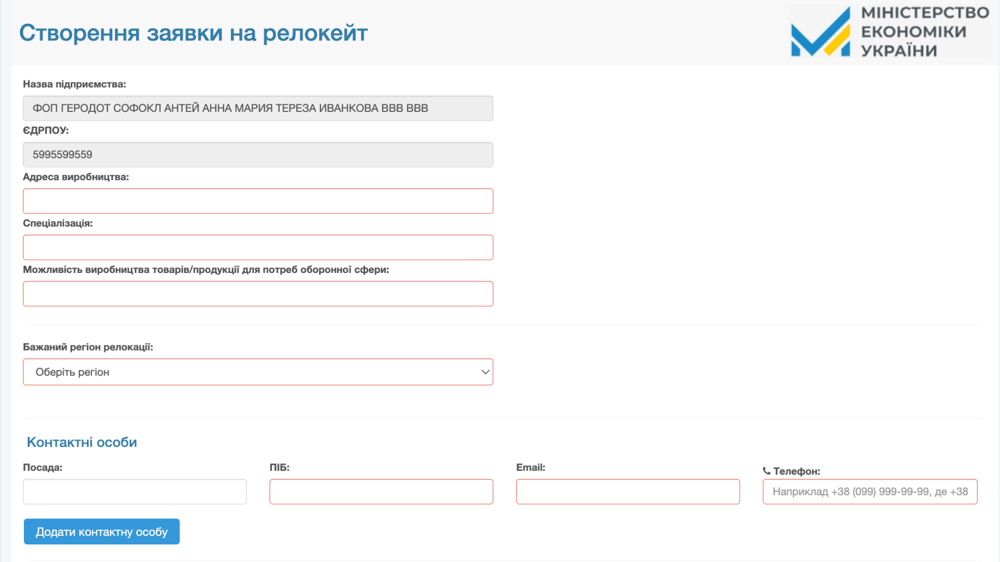 Створення заявки на релокейт
МІНІСТЕРСТВО
ЕКОНОМІКИ
УКРАЇНИ
Назва підприємства:
ФОП ГЕРОДОТ СОФОКЛ АНТЕЙ АННА МАРИЯ ТЕРЕЗА ИВАНКОВА ВВВ ВВВ
ЄДРПОУ:
5995599559
Адреса виробництва:
Спеціалізація:
Можливість виробництва товарів/продукції для потреб оборонної сфери:
Бажаний регіон релокації:
Оберіть регіон
Контактні особи
Посада:
ПІБ:
Email:
Телефон:
Наприклад +38 (099) 999-99-99, де +38
Додати контактну особу